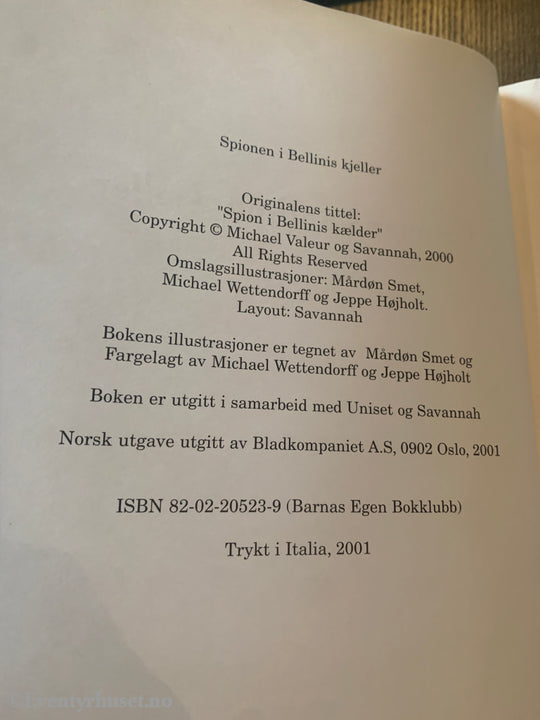 Spionen i Bellinis kjeller
Originalens tittel:
"Spion i Bellinis kælder"
Copyright © Michael Valeur og Savannah, 2000
All Rights Reserved
Omslagsillustrasjoner: Mårdøn Smet,
Michael Wettendorff og Jeppe Højholt.
Layout: Savannah
Bokens illustrasjoner er tegnet av Mårdøn Smet og
Fargelagt av Michael Wettendorff og Jeppe Højholt
Boken er utgitt i samarbeid med Uniset og Savannah
Norsk utgave utgitt av Bladkompaniet A.S, 0902 Oslo, 2001
ISBN 82-02-20523-9 (Barnas Egen Bokklubb)
Trykt i Italia, 2001
© Eventyrhuset.no